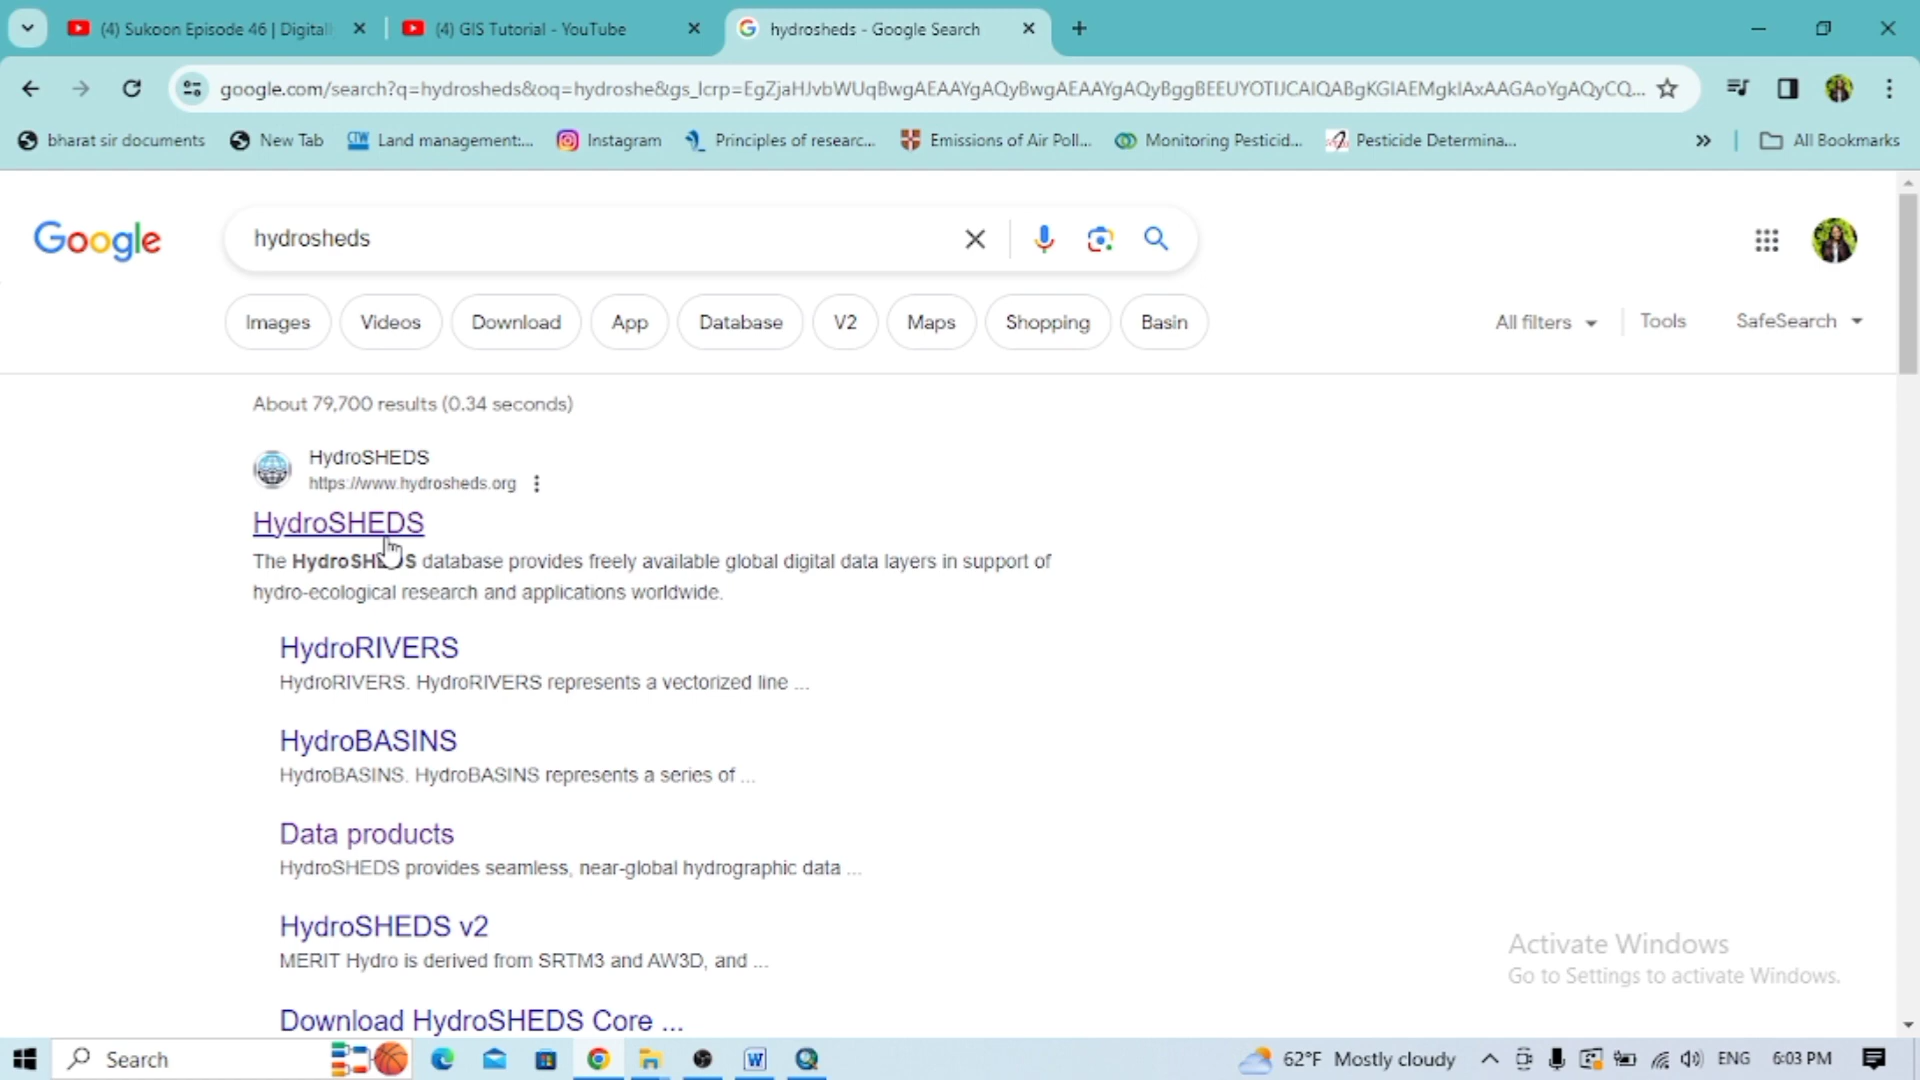 (4) Sukoon Episode 46 | Digitall
(4) GIS Tutorial - YouTube
hydrosheds - Google Search
google.com/search?q=hydrosheds&oq=hydroshe&gs_lcrp=
bharat sir documents
New Tab
Land management:...
Instagram
Principles of researc...
Emissions of Air Poll...
Monitoring Pesticid...
Pesticide Determina...
All Bookmarks
Google
hydrosheds
Images
Videos
Download
App
Database
V2
Maps
Shopping
Basin
All filters
Tools
SafeSearch
About 79,700 results (0.34 seconds)
HydroSHEDS
https://www.hydrosheds.org
HydroSHEDS
The HydroSHEDS database provides freely available global digital data layers in support of
hydro-ecological research and applications worldwide.
HydroRIVERS
HydroRIVERS. HydroRIVERS represents a vectorized line ...
HydroBASINS
HydroBASINS. HydroBASINS represents a series of ...
Data products
HydroSHEDS provides seamless, near-global hydrographic data ...
HydroSHEDS v2
MERIT Hydro is derived from SRTM3 and AW3D, and ...
Download HydroSHEDS Core ...
Activate Windows
Go to Settings to activate Windows.
Search
62°F Mostly cloudy
ENG
6:03 PM